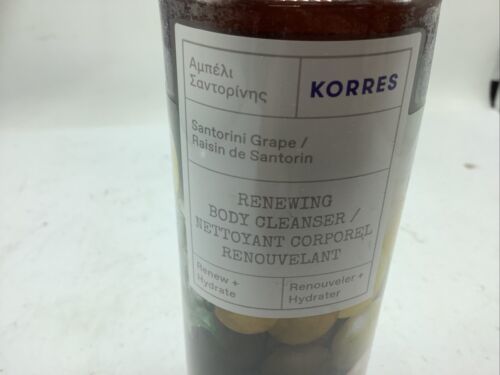 Αμπέλι
Σαντορίνης
KORRES
Santorini Grape /
Raisin de Santorin
RENEWING
BODY CLEANSER /
NETTOYANT CORPOREL
RENOUVELANT
Renew +
Hydrate
Renouveler +
Hydrater